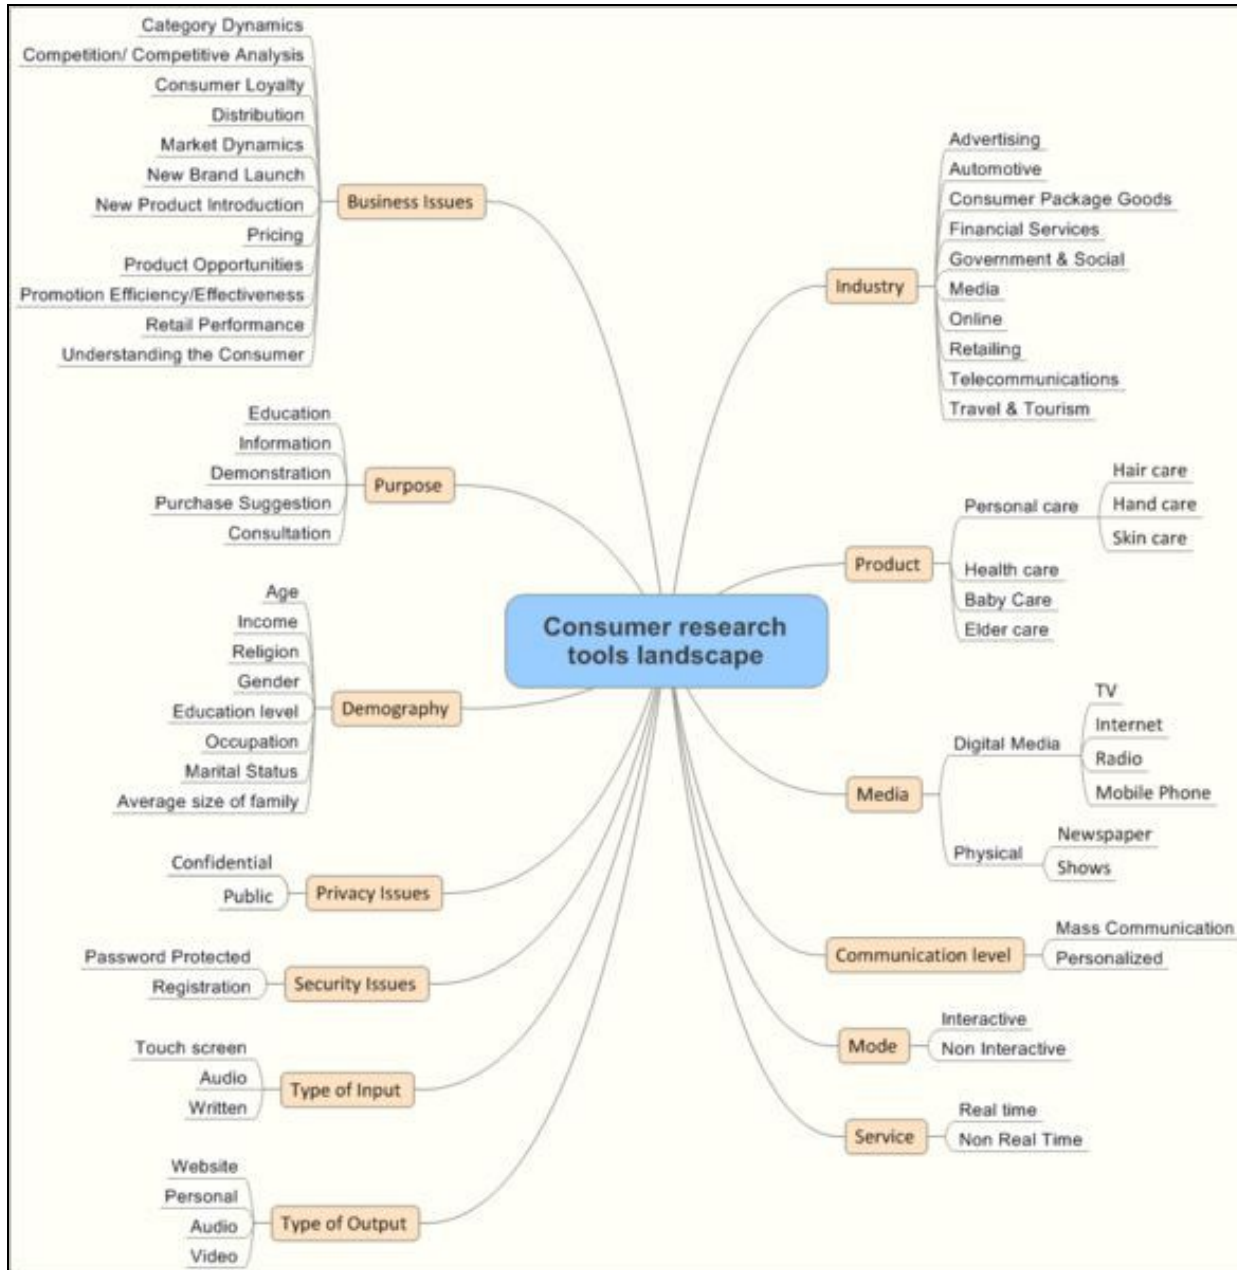 Consumer research
tools landscape
Business Issues
Category Dynamics
Competition/ Competitive Analysis
Consumer Loyalty
Distribution
Market Dynamics
New Brand Launch
New Product Introduction
Pricing
Product Opportunities
Promotion Efficiency/Effectiveness
Retail Performance
Understanding the Consumer
Purpose
Education
Information
Demonstration
Purchase Suggestion
Consultation
Demography
Age
Income
Religion
Gender
Education level
Occupation
Marital Status
Average size of family
Privacy Issues
Confidential
Public
Security Issues
Password Protected
Registration
Type of Input
Touch screen
Audio
Written
Type of Output
Website
Personal
Audio
Video
Industry
Advertising
Automotive
Consumer Package Goods
Financial Services
Government & Social
Media
Online
Retailing
Telecommunications
Travel & Tourism
Product
Personal care
Hair care
Hand care
Skin care
Health care
Baby Care
Elder care
Media
Digital Media
TV
Internet
Radio
Mobile Phone
Physical
Newspaper
Shows
Communication level
Mass Communication
Personalized
Mode
Interactive
Non Interactive
Service
Real time
Non Real Time